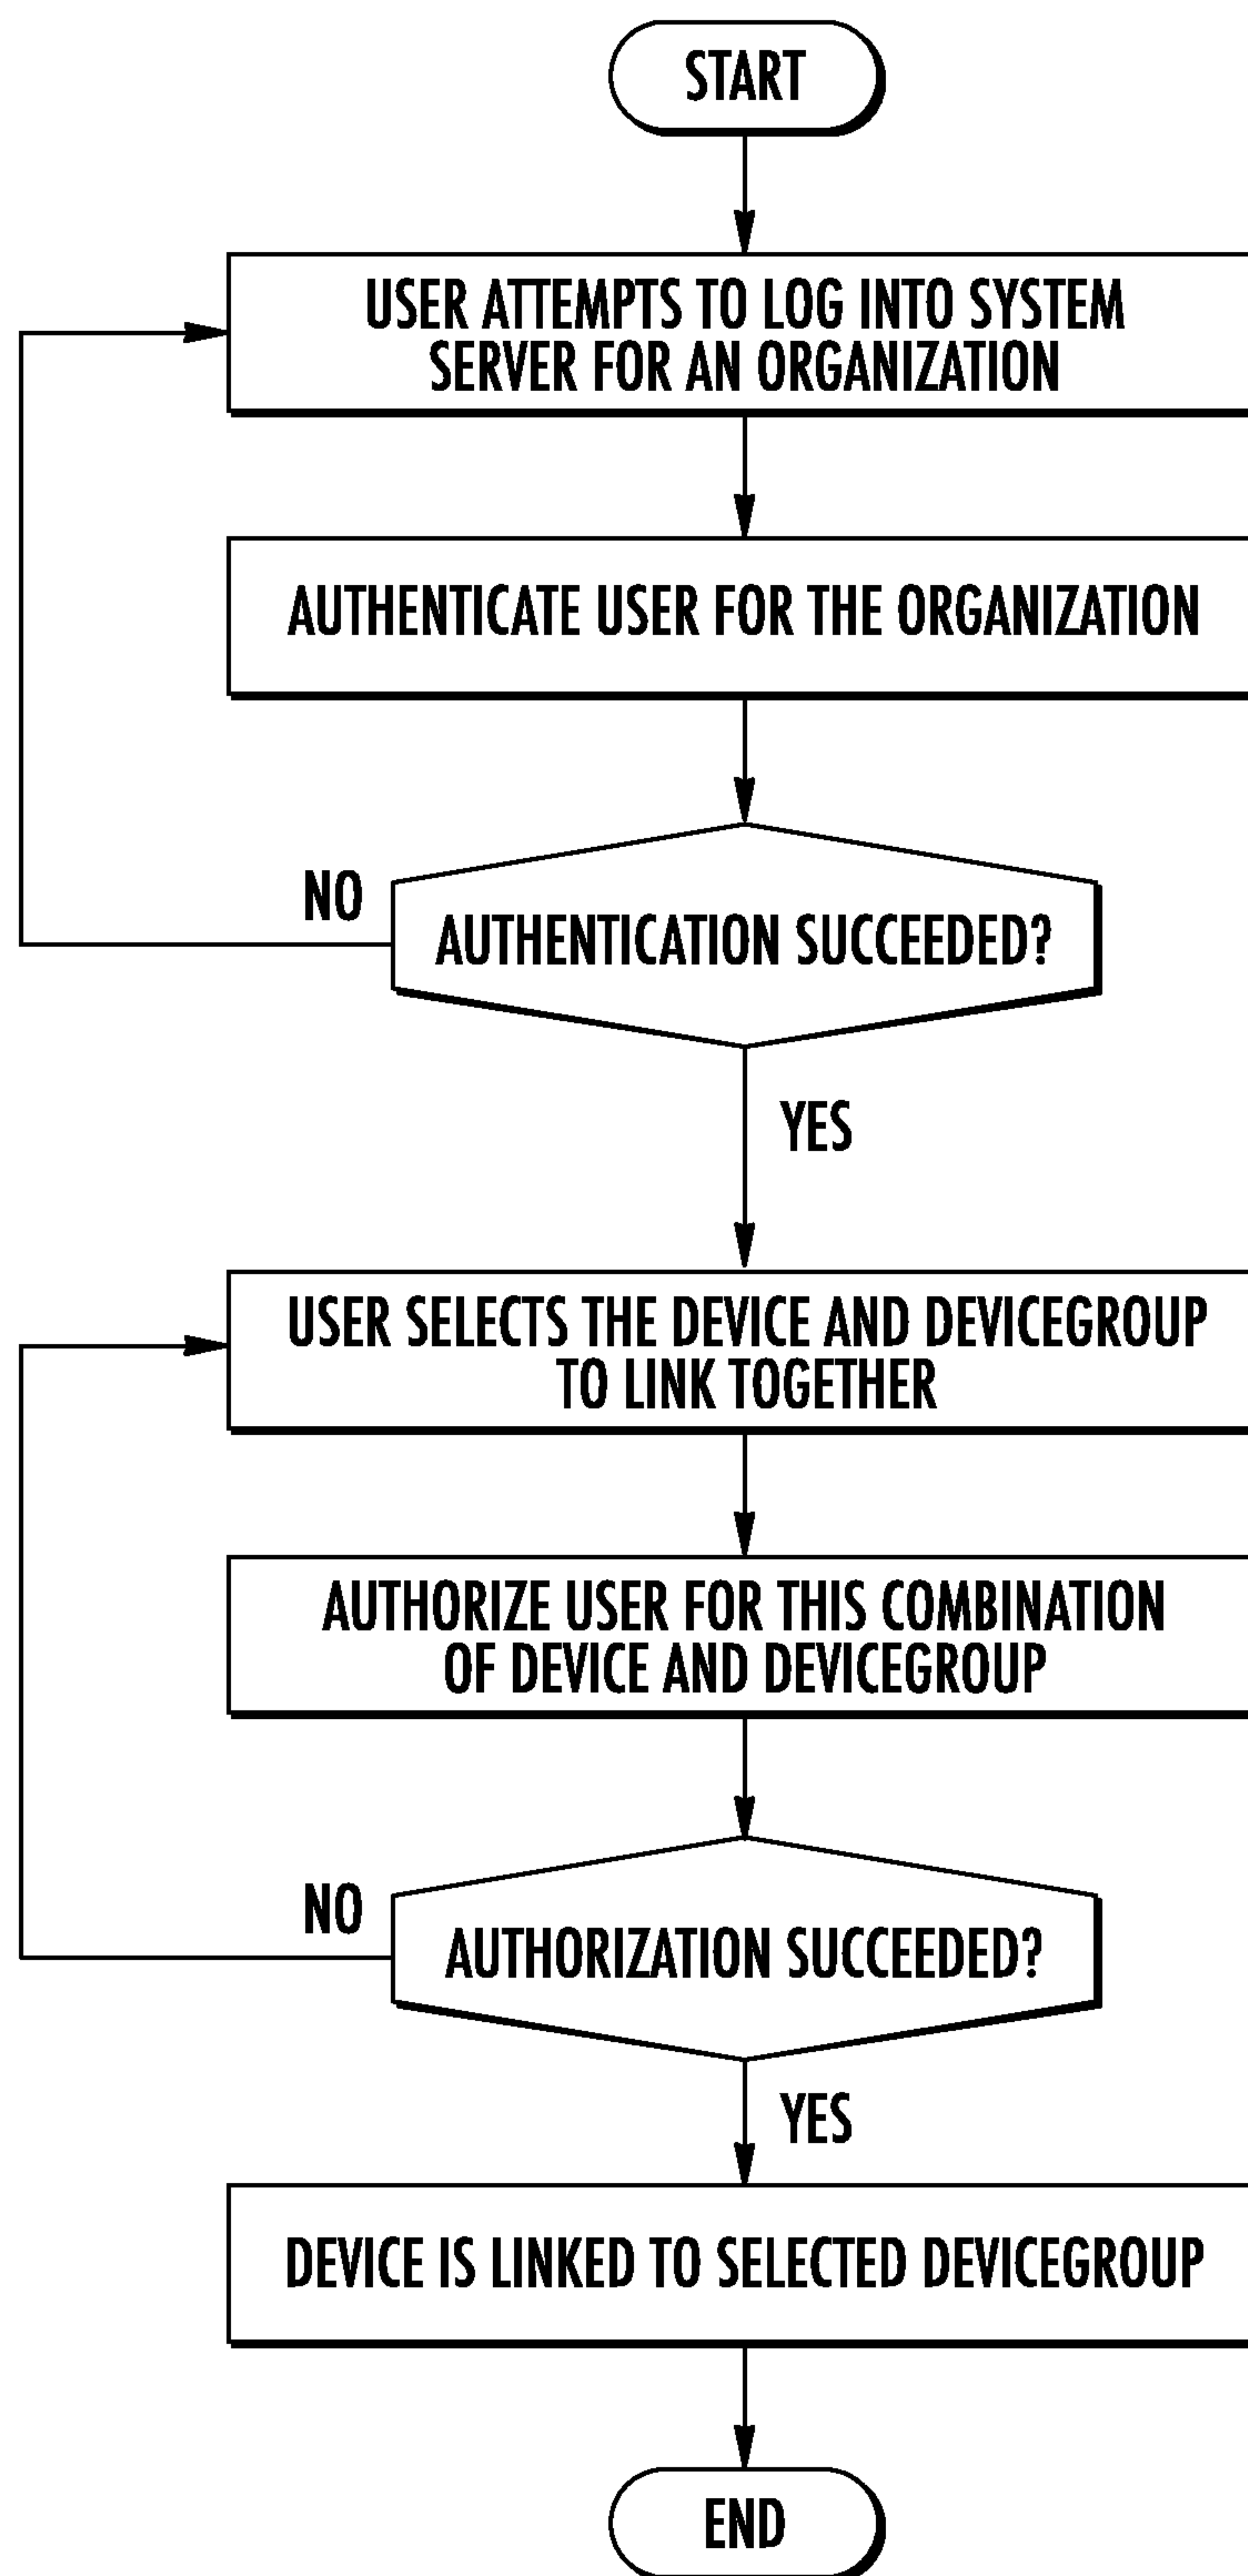 START
USER ATTEMPTS TO LOG INTO SYSTEM
SERVER FOR AN ORGANIZATION
AUTHENTICATE USER FOR THE ORGANIZATION
NO
AUTHENTICATION SUCCEEDED?
YES
USER SELECTS THE DEVICE AND DEVICEGROUP
TO LINK TOGETHER
AUTHORIZE USER FOR THIS COMBINATION
OF DEVICE AND DEVICEGROUP
NO
AUTHORIZATION SUCCEEDED?
YES
DEVICE IS LINKED TO SELECTED DEVICEGROUP
END